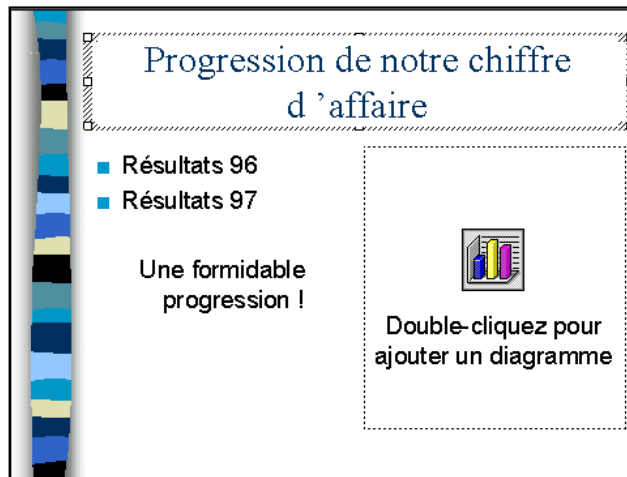 Progression de notre chiffre
d ’affaire
Résultats 96
Résultats 97
Une formidable
progression !
Double-cliquez pour
ajouter un diagramme